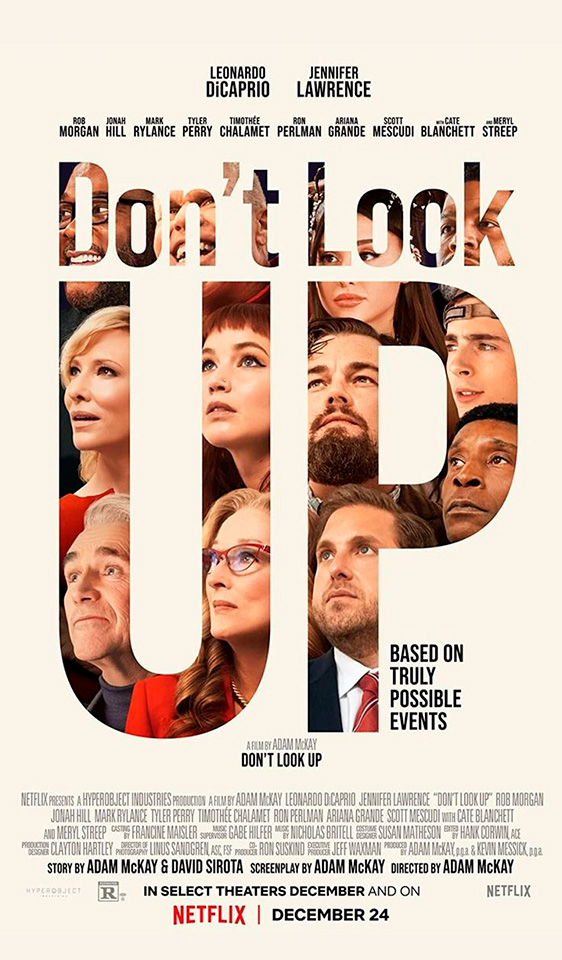 LEONARDO JENNIFER
DiCAPRIO LAWRENCE
ROB JONAH MARK TYLER TIMOTHÉE RON ARIANA SCOTT WITH CATE AND MERYL
MORGAN HILL RYLANCE PERRY CHALAMET PERLMAN GRANDE MESCUDI BLANCHETT STREEP
Don't Look
UP
BASED ON
TRULY
POSSIBLE
EVENTS
A FILM BY ADAM McKAY
DON'T LOOK UP
NETFLIX PRESENTS A HYPEROBJECT INDUSTRIES PRODUCTION A FILM BY ADAM McKAY LEONARDO DiCAPRIO JENNIFER LAWRENCE "DON'T LOOK UP" ROB MORGAN
JONAH HILL MARK RYLANCE TYLER PERRY TIMOTHÉE CHALAMET RON PERLMAN ARIANA GRANDE SCOTT MESCUDI WITH CATE BLANCHETT
AND MERYL STREEP CASTING BY FRANCINE MAISLER MUSIC SUPERVISOR GABE HILFER MUSIC BY NICHOLAS BRITELL COSTUME DESIGNER SUSAN MATHESON EDITED BY HANK CORWIN, ACE
PRODUCTION DESIGNER CLAYTON HARTLEY DIRECTOR OF PHOTOGRAPHY LINUS SANDGREN, ASC, FSF CO-PRODUCER RON SUSKIND EXECUTIVE PRODUCER JEFF WAXMAN PRODUCED BY ADAM McKAY, p.g.a. & KEVIN MESSICK, p.g.a.
STORY BY ADAM McKAY & DAVID SIROTA SCREENPLAY BY ADAM McKAY DIRECTED BY ADAM McKAY
HYPEROBJECT R IN SELECT THEATERS DECEMBER AND ON NETFLIX
NETFLIX | DECEMBER 24